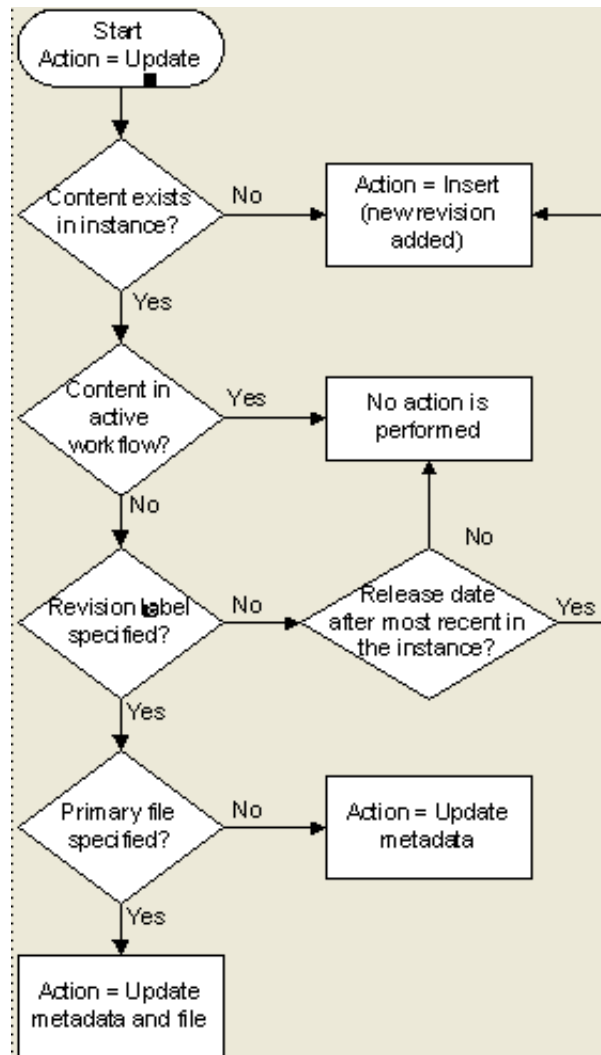 Start
Action = Update
Content exists
in instance?
No
Action = Insert
(new revision
added)
Yes
Content in
active
workflow?
Yes
No action is
performed
No
No
Revision label
specified?
No
Release date
after most recent in
the instance?
Yes
Yes
Primary file
specified?
No
Action = Update
metadata
Yes
Action = Update
metadata and file